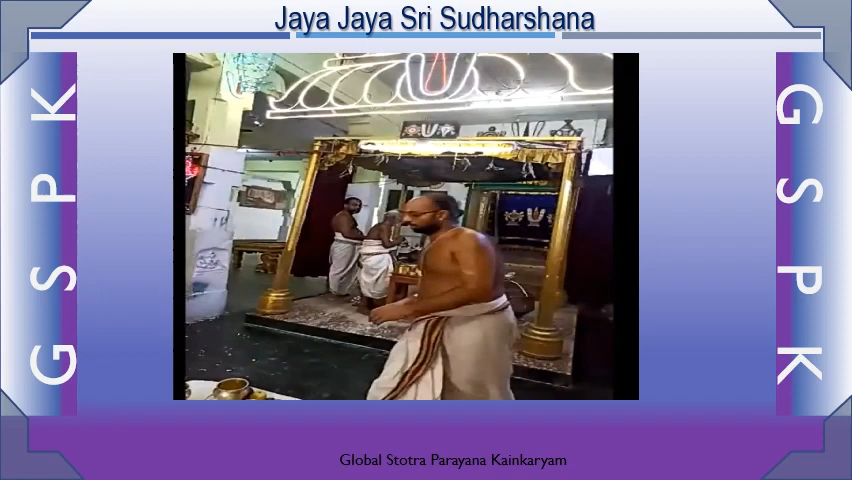 Jaya Jaya Sri Sudharshana
G S P K
G S P K
Global Stotra Parayana Kainkaryam